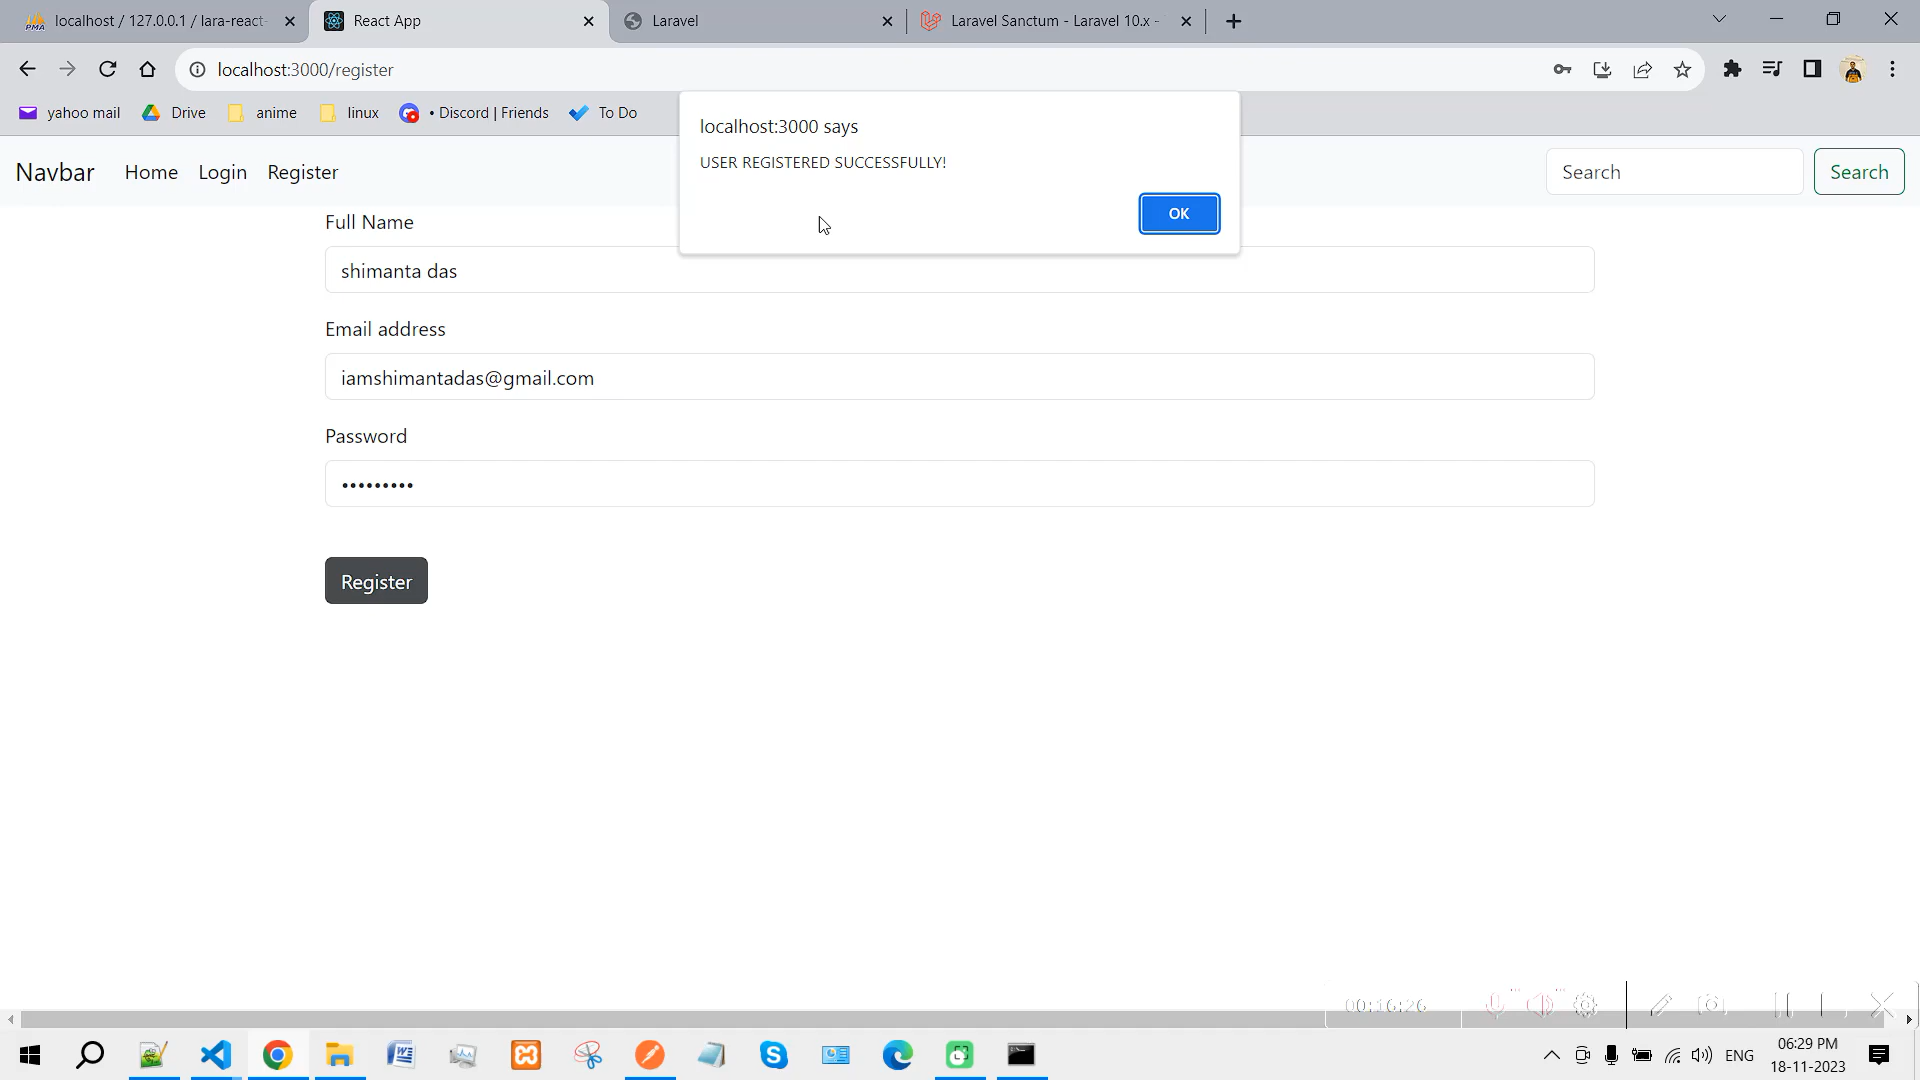 localhost / 127.0.0.1 / lara-react-
React App
Laravel
Laravel Sanctum - Laravel 10.x -
localhost:3000/register
yahoo mail
Drive
anime
linux
• Discord | Friends
To Do
localhost:3000 says
USER REGISTERED SUCCESSFULLY!
OK
Navbar
Home
Login
Register
Search
Search
Full Name
shimanta das
Email address
iamshimantadas@gmail.com
Password
•••••••••
Register
00:16:26
ENG
06:29 PM
18-11-2023